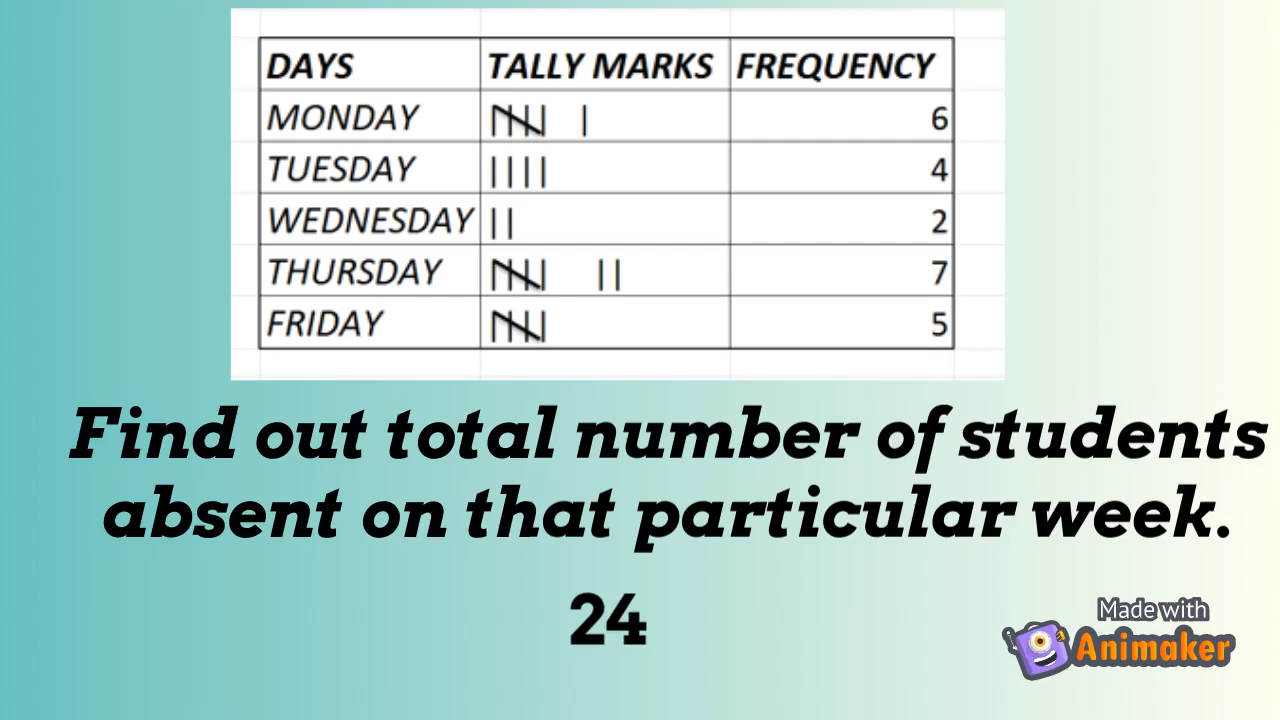 DAYS TALLY MARKS FREQUENCY
MONDAY 6
TUESDAY |||| 4
WEDNESDAY || 2
THURSDAY 7
FRIDAY 5
Find out total number of students
absent on that particular week.
24
Made with
Animaker